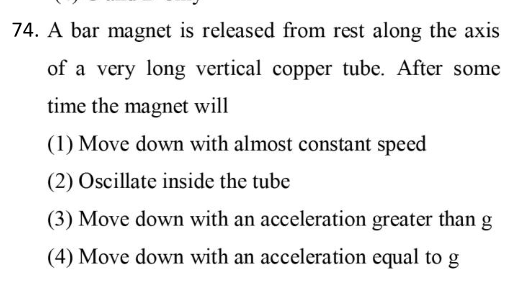 74. A bar magnet is released from rest along the axis
of a very long vertical copper tube. After some
time the magnet will
(1) Move down with almost constant speed
(2) Oscillate inside the tube
(3) Move down with an acceleration greater than g
(4) Move down with an acceleration equal to g